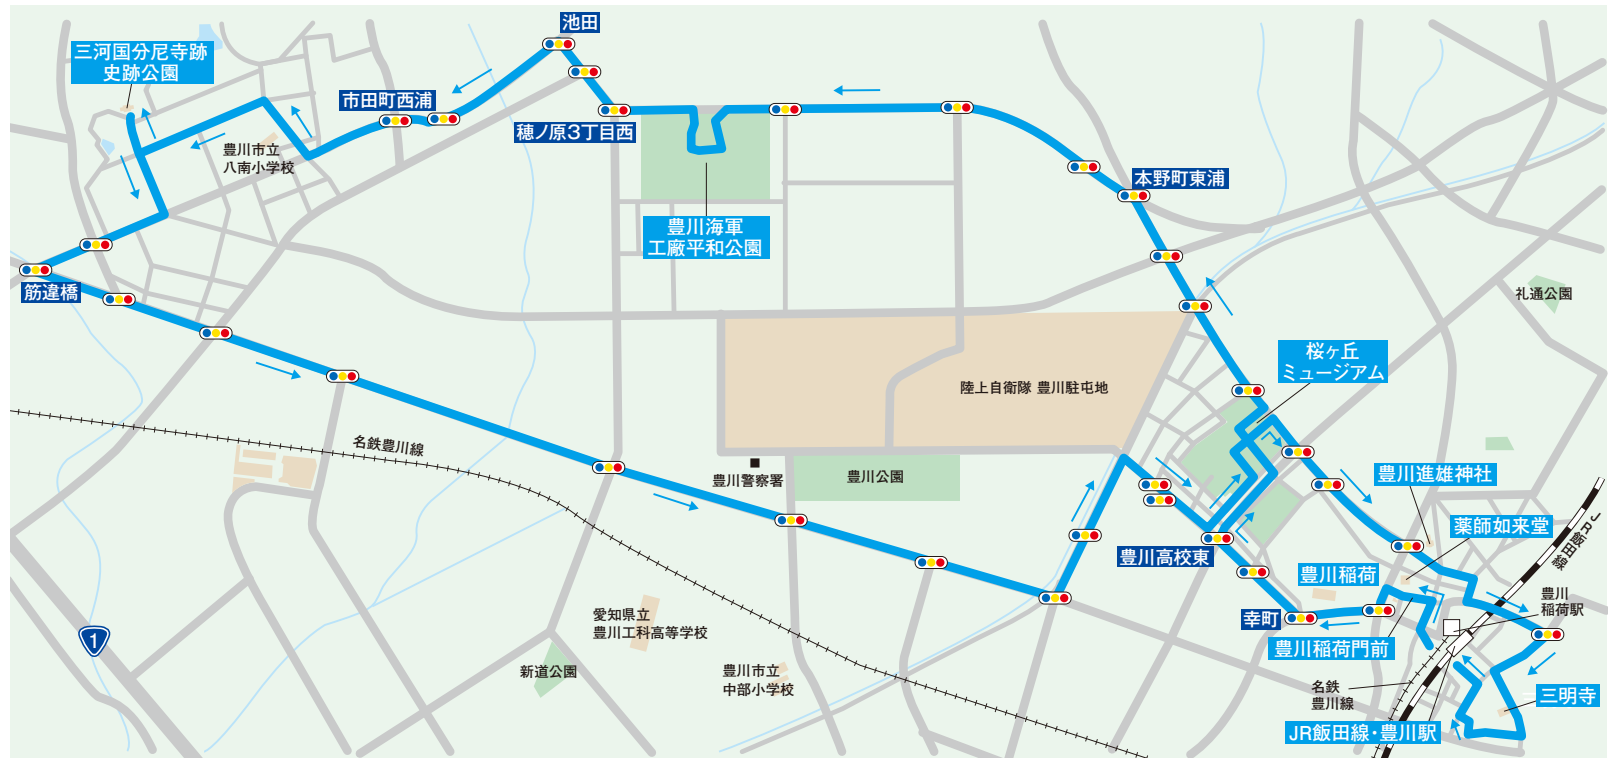 池田
三河国分尼寺跡
史跡公園
市田町西浦
穂ノ原3丁目西
豊川市立
八南小学校
本野町東浦
豊川海軍
工廠平和公園
筋違橋
礼通公園
桜ヶ丘
ミュージアム
陸上自衛隊 豊川駐屯地
名鉄豊川線
豊川警察署
豊川公園
豊川進雄神社
薬師如来堂
JR飯田線
豊川高校東
豊川稲荷
豊川
稲荷駅
愛知県立
豊川工科高等学校
幸町
1
豊川稲荷門前
新道公園
豊川市立
中部小学校
名鉄
豊川線
三明寺
JR飯田線・豊川駅